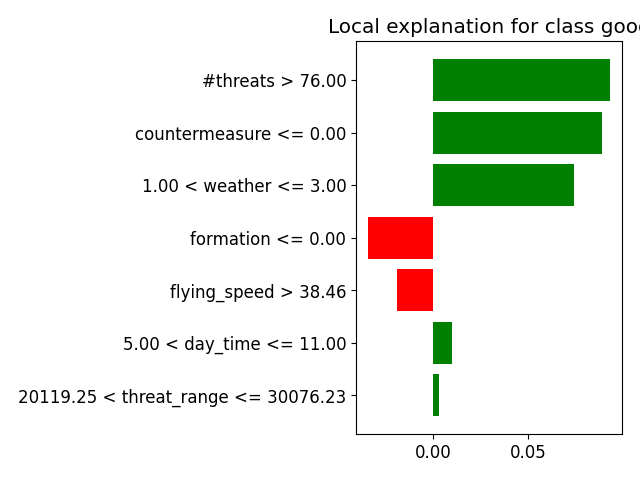 Local explanation for class goo
#threats > 76.00
countermeasure <= 0.00
1.00 < weather <= 3.00
formation <= 0.00
flying_speed > 38.46
5.00 < day_time <= 11.00
20119.25 < threat_range <= 30076.23
0.00 0.05